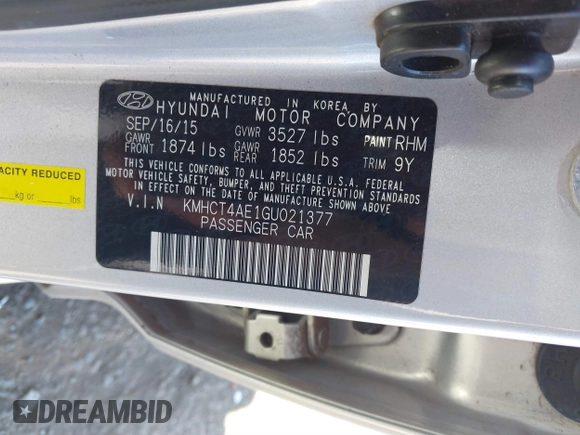 MANUFACTURED IN KOREA BY
HYUNDAI MOTOR COMPANY
SEP/16/15 GVWR 3527 lbs PAINT RHM
GAWR FRONT 1874 lbs GAWR REAR 1852 lbs TRIM 9Y
THIS VEHICLE CONFORMS TO ALL APPLICABLE U.S.A. FEDERAL
MOTOR VEHICLE SAFETY, BUMPER, AND THEFT PREVENTION STANDARDS
IN EFFECT ON THE DATE OF MANUFACTURE SHOWN ABOVE.
V.I.N KMHCT4AE1GU021377
PASSENGER CAR
ACITY REDUCED
kg or lbs
DREAMBID